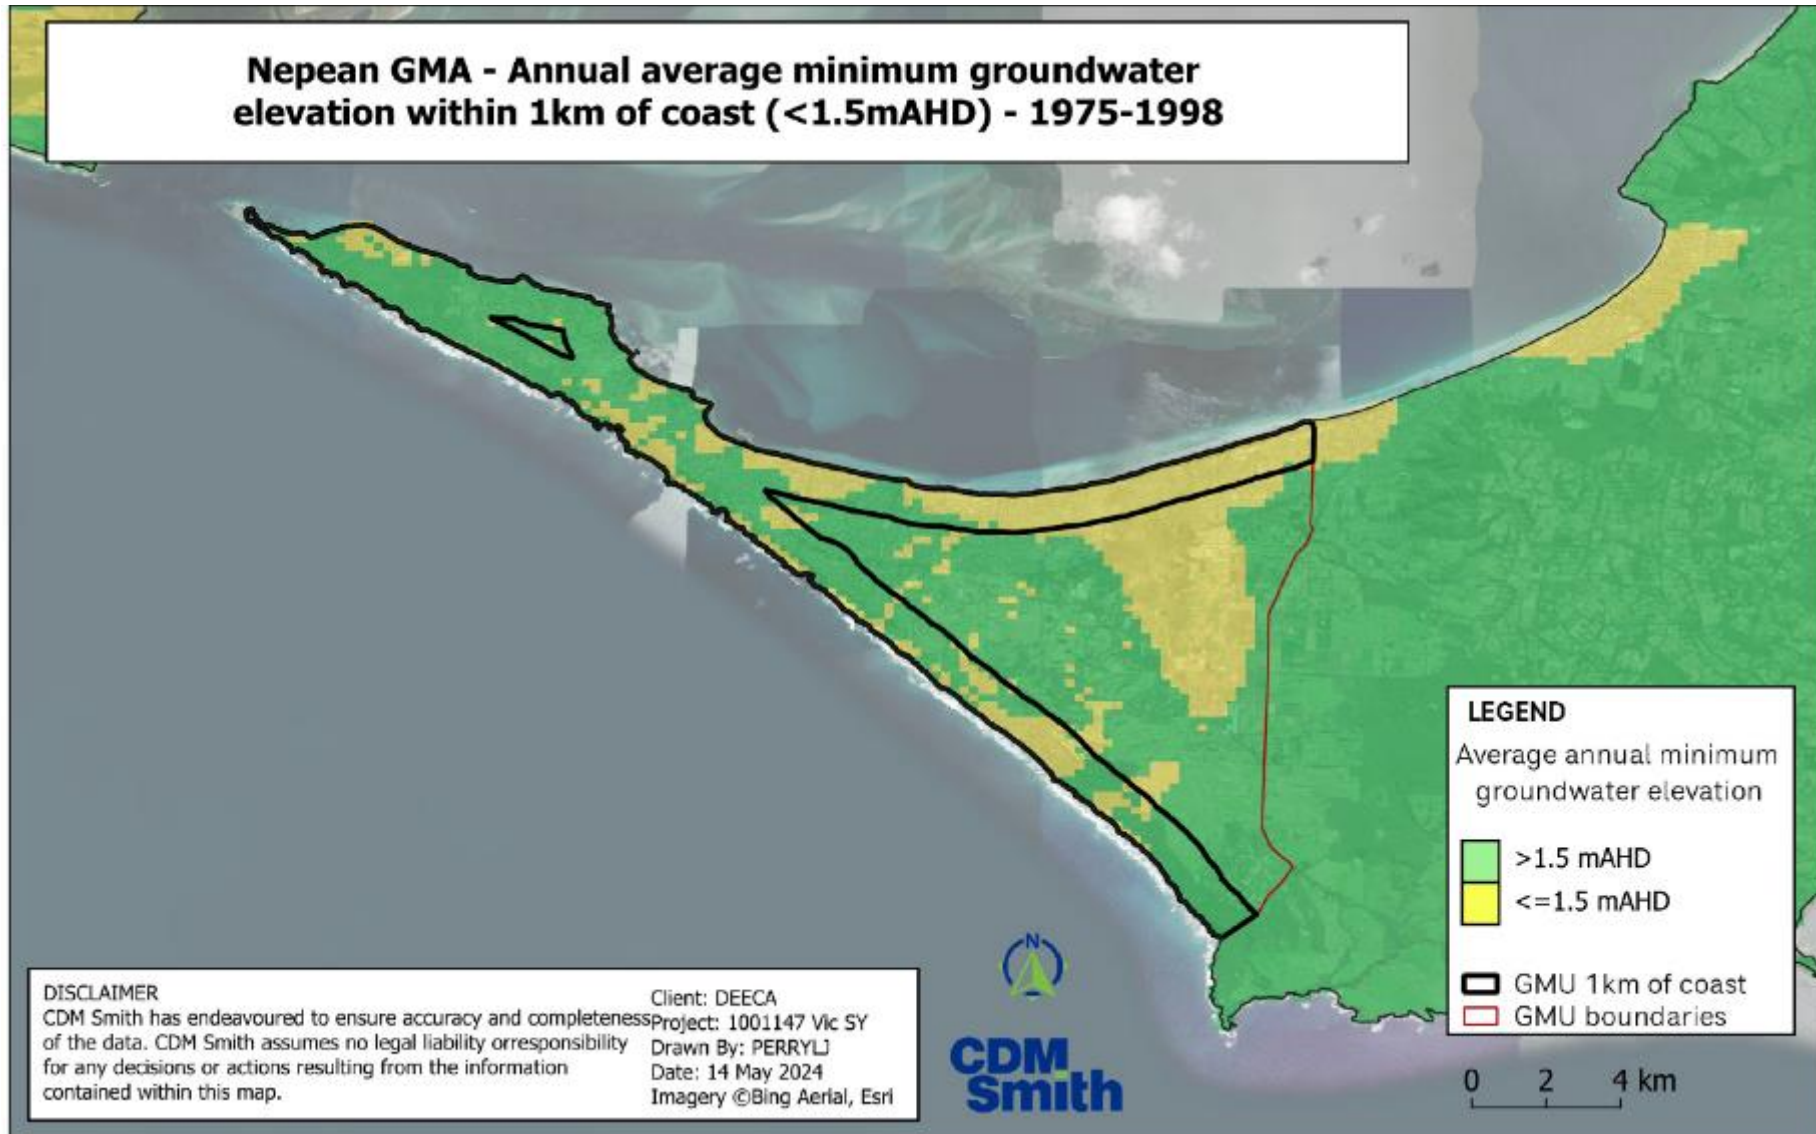 Nepean GMA - Annual average minimum groundwater
elevation within 1km of coast (<1.5mAHD) - 1975-1998
LEGEND
Average annual minimum
groundwater elevation
>1.5 mAHD
<=1.5 mAHD
GMU 1km of coast
GMU boundaries
0 2 4 km
N
CDM
Smith
DISCLAIMER
CDM Smith has endeavoured to ensure accuracy and completeness
of the data. CDM Smith assumes no legal liability orresponsibility
for any decisions or actions resulting from the information
contained within this map.
Client: DEECA
Project: 1001147 Vic SY
Drawn By: PERRYLJ
Date: 14 May 2024
Imagery ©Bing Aerial, Esri